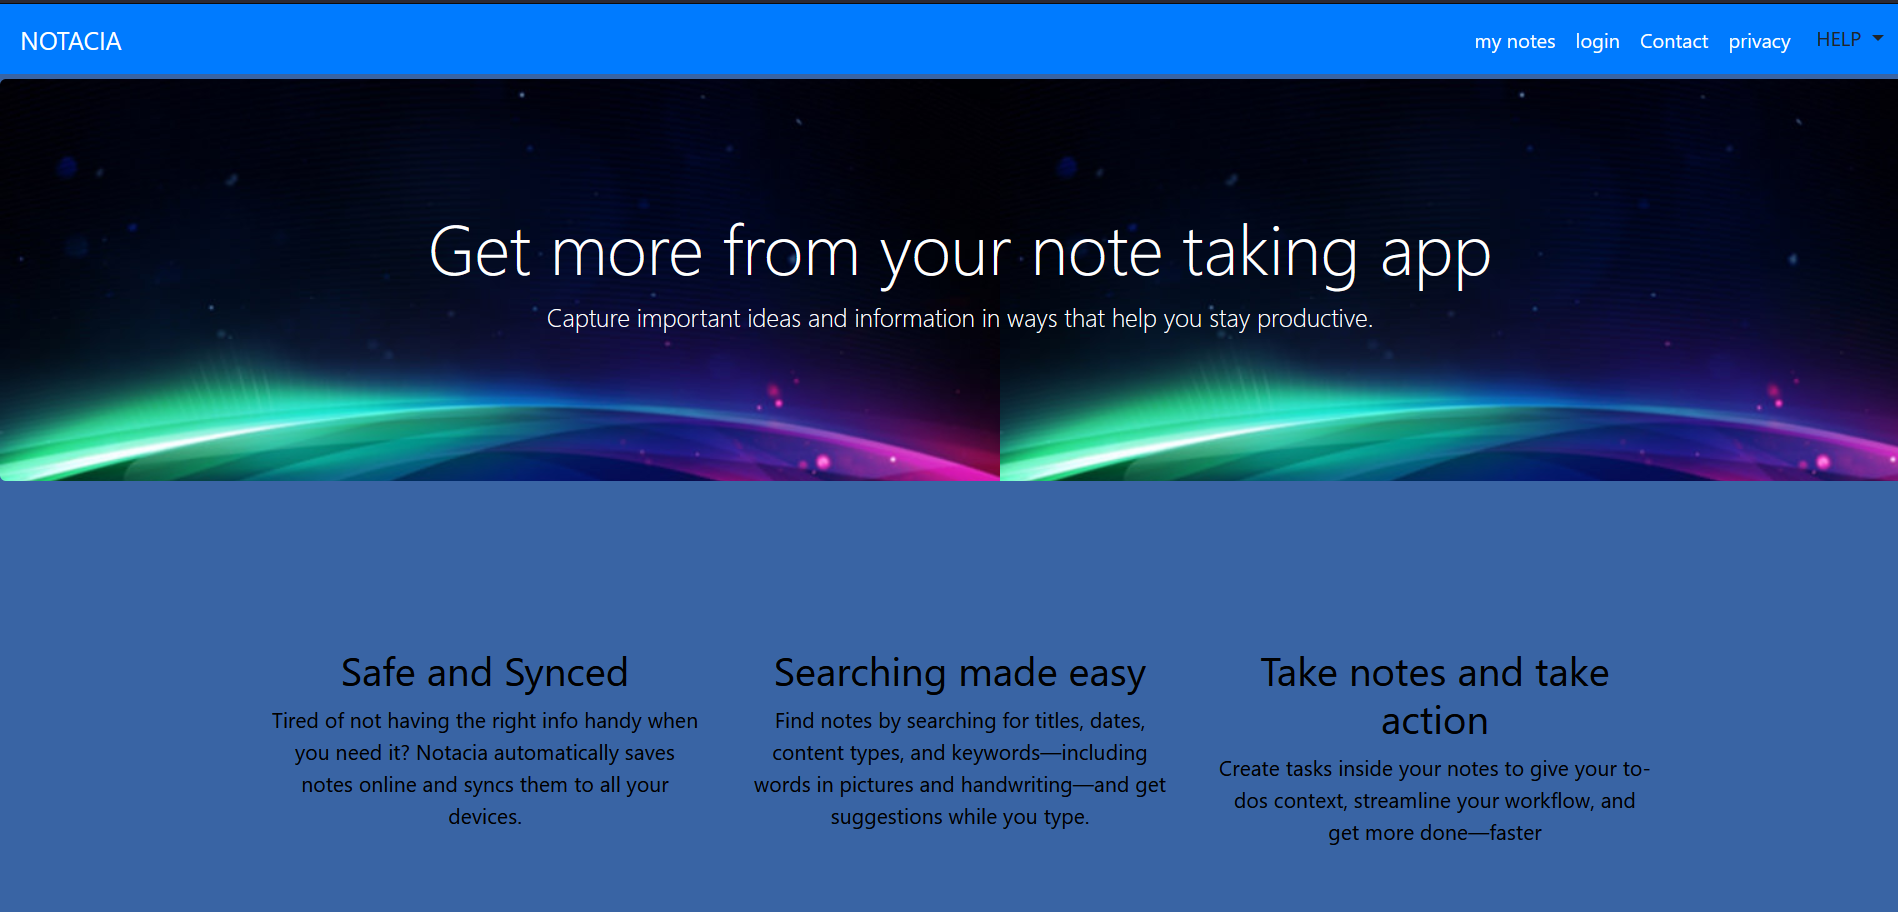 NOTACIA
my notes login Contact privacy HELP
Get more from your note taking app
Capture important ideas and information in ways that help you stay productive.
Safe and Synced
Tired of not having the right info handy when
you need it? Notacia automatically saves
notes online and syncs them to all your
devices.
Searching made easy
Find notes by searching for titles, dates,
content types, and keywords—including
words in pictures and handwriting—and get
suggestions while you type.
Take notes and take
action
Create tasks inside your notes to give your to-
dos context, streamline your workflow, and
get more done—faster